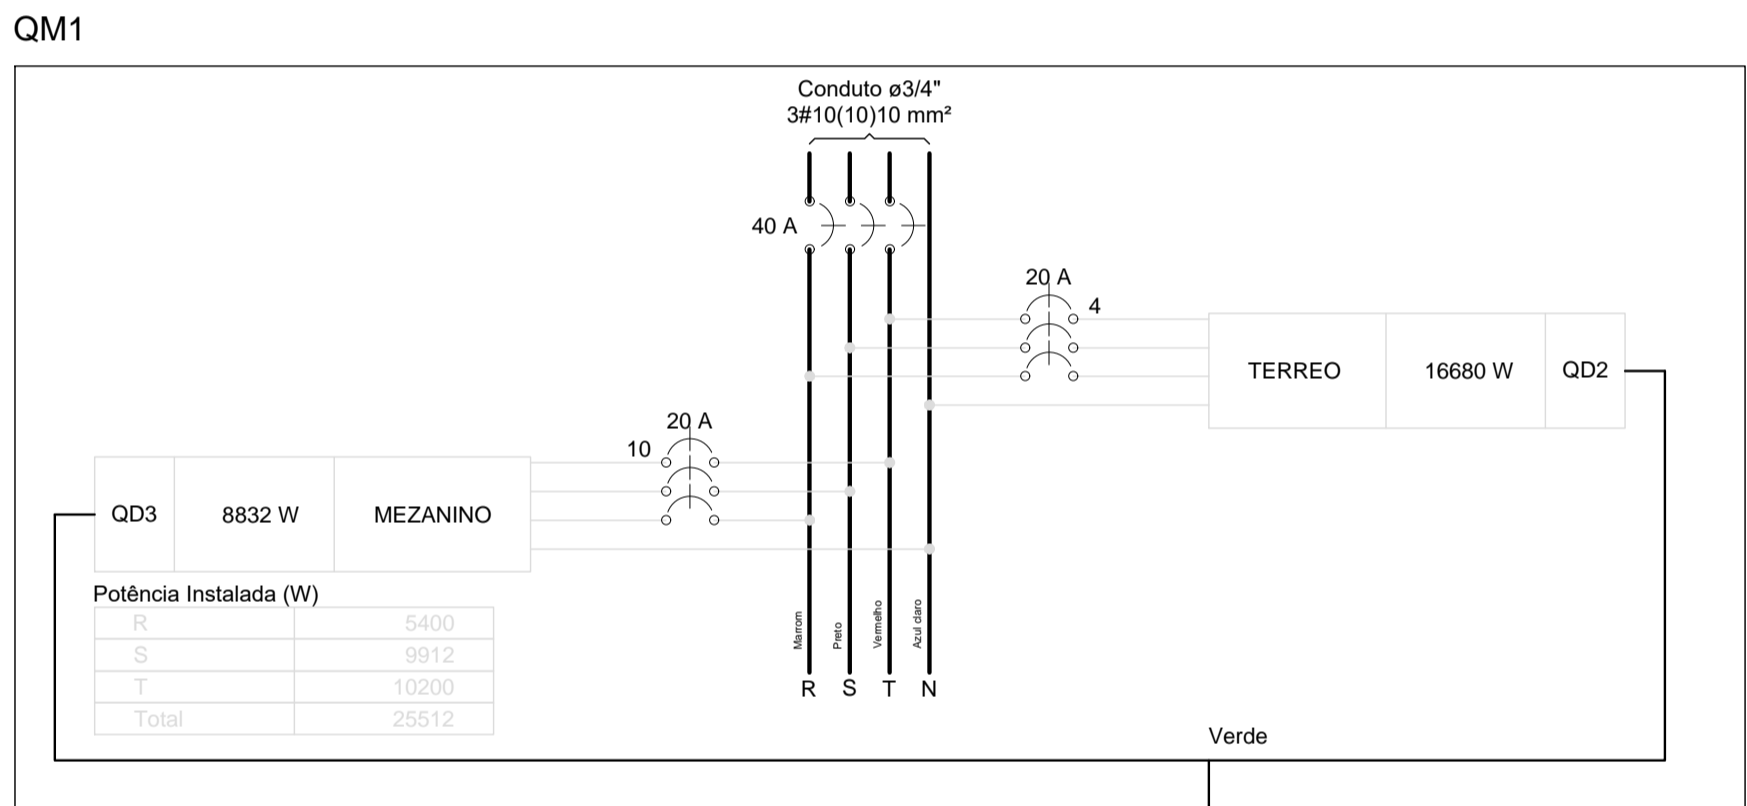 QM1
Conduto ø3/4"
3#10(10)10 mm²
40 A
20 A
4
TERREO 16680 W QD2
20 A
10
QD3 8832 W MEZANINO
Potência Instalada (W)
R 5400
S 9912
T 10200
Total 25512
Marrom
Preto
Vermelho
Azul claro
R S T N
Verde